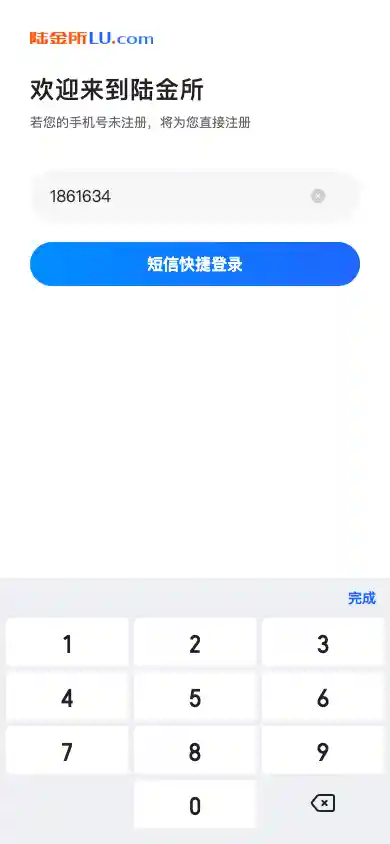 陆金所LU.com
欢迎来到陆金所
若您的手机号未注册，将为您直接注册
1861634
短信快捷登录
完成
1 2 3
4 5 6
7 8 9
0